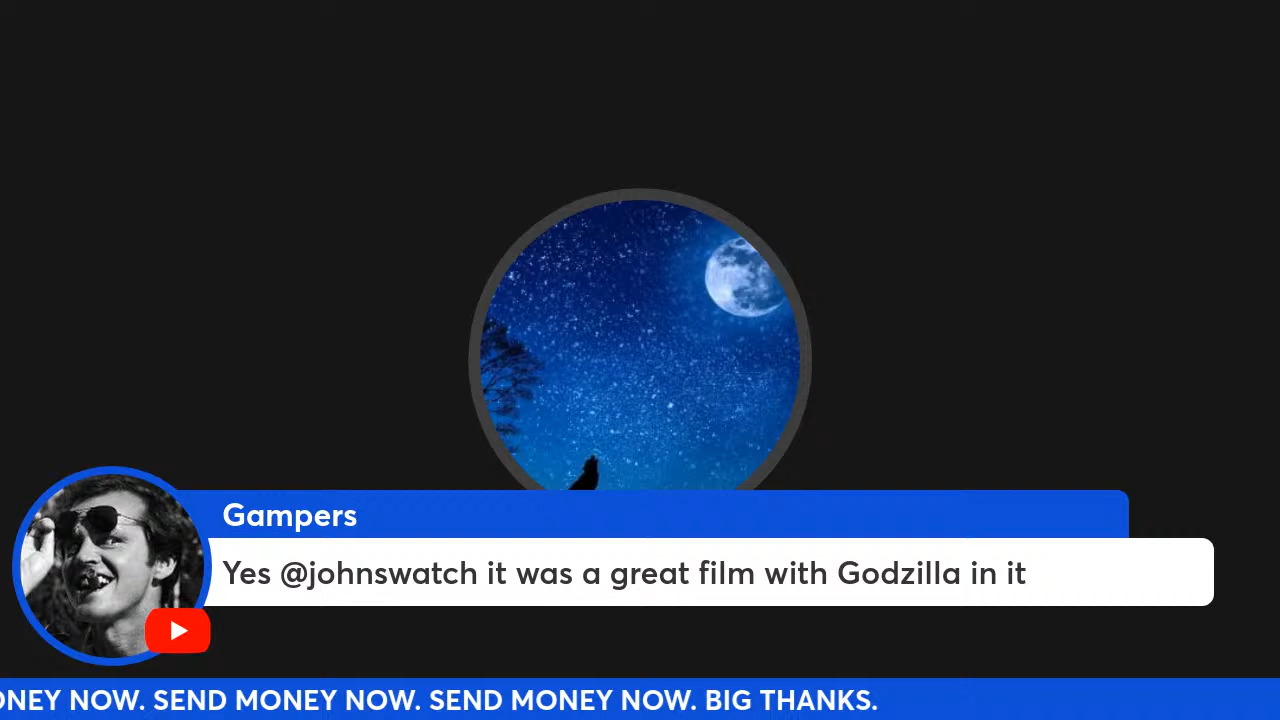 Gampers
Yes @johnswatch it was a great film with Godzilla in it
NEY NOW. SEND MONEY NOW. SEND MONEY NOW. BIG THANKS.